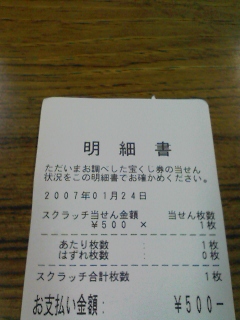 明細書
ただいまお調べした宝くじ券の当せん
状況をこの明細書でお確かめください。
2007年01月24日
スクラッチ当せん金額 当せん枚数
¥500 × 1枚
あたり枚数 : 1枚
はずれ枚数 : 0枚
スクラッチ合計枚数 1枚
お支払い金額: ¥500-